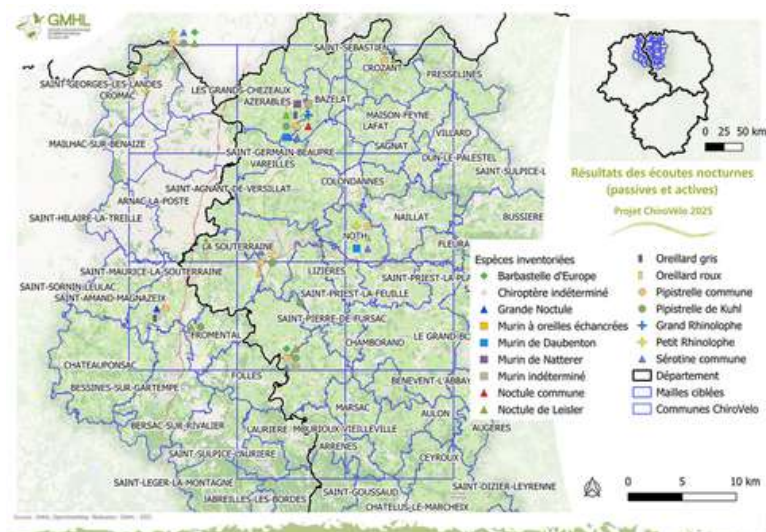 GMHL
SAINT-SEBASTIEN
CROZANT
FRESSELINES
SAINT-GEORGES-LES-LANDES
CROMAC
LES GRANDS-CHEZEAUX
AZERABLES
BAZELAT
MAISON-FEYNE
LAFAT
VILLARD
MAILHAC-SUR-BENAIZE
SAINT-GERMAIN-BEAUPRE
SAGNAT
DUN-LE-PALESTEL
VAREILLES
SAINT-SULPICE-L
SAINT-AGNANT-DE-VERSILLAT
COLONDANNES
ARNAC-LA-POSTE
SAINT-HILAIRE-LA-TREILLE
NAILLAT
BUSSIERE
NOTH
LA SOUTERRAINE
FLEURA
SAINT-MAURICE-LA-SOUTERRAINE
LIZIERES
SAINT-PRIEST-LA-PLA
SAINT-SORNIN-LEULAC
SAINT-AMAND-MAGNAZEIX
SAINT-PRIEST-LA-FEUILLE
SAINT-PIERRE-DE-FURSAC
FROMENTAL
CHAMBORAND
LE GRAND-BO
CHATEAUPONSAC
FOLLES
BESSINES-SUR-GARTEMPE
BENEVENT-L'ABBAY
MARSAC
AULON
BERSAC-SUR-RIVALIER
LAURIERE
MOURIOUX-VIEILLEVILLE
AUGERES
ARRENES
SAINT-SULPICE-LAURIERE
CEYROUX
SAINT-LEGER-LA-MONTAGNE
SAINT-GOUSSAUD
SAINT-DIZIER-LEYRENNE
JABREILLES-LES-BORDES
CHATELUS-LE-MARCHEIX
0 25 50 km
Résultats des écoutes nocturnes
(passives et actives)
Projet ChiroVélo 2025
Espèces inventoriées
Barbastelle d'Europe
Chiroptère indéterminé
Grande Noctule
Murin à oreilles échancrées
Murin de Daubenton
Murin de Natterer
Murin indéterminé
Noctule commune
Noctule de Leisler
Oreillard gris
Oreillard roux
Pipistrelle commune
Pipistrelle de Kuhl
Grand Rhinolophe
Petit Rhinolophe
Sérotine commune
Département
Mailles ciblées
Communes ChiroVelo
0 5 10 km